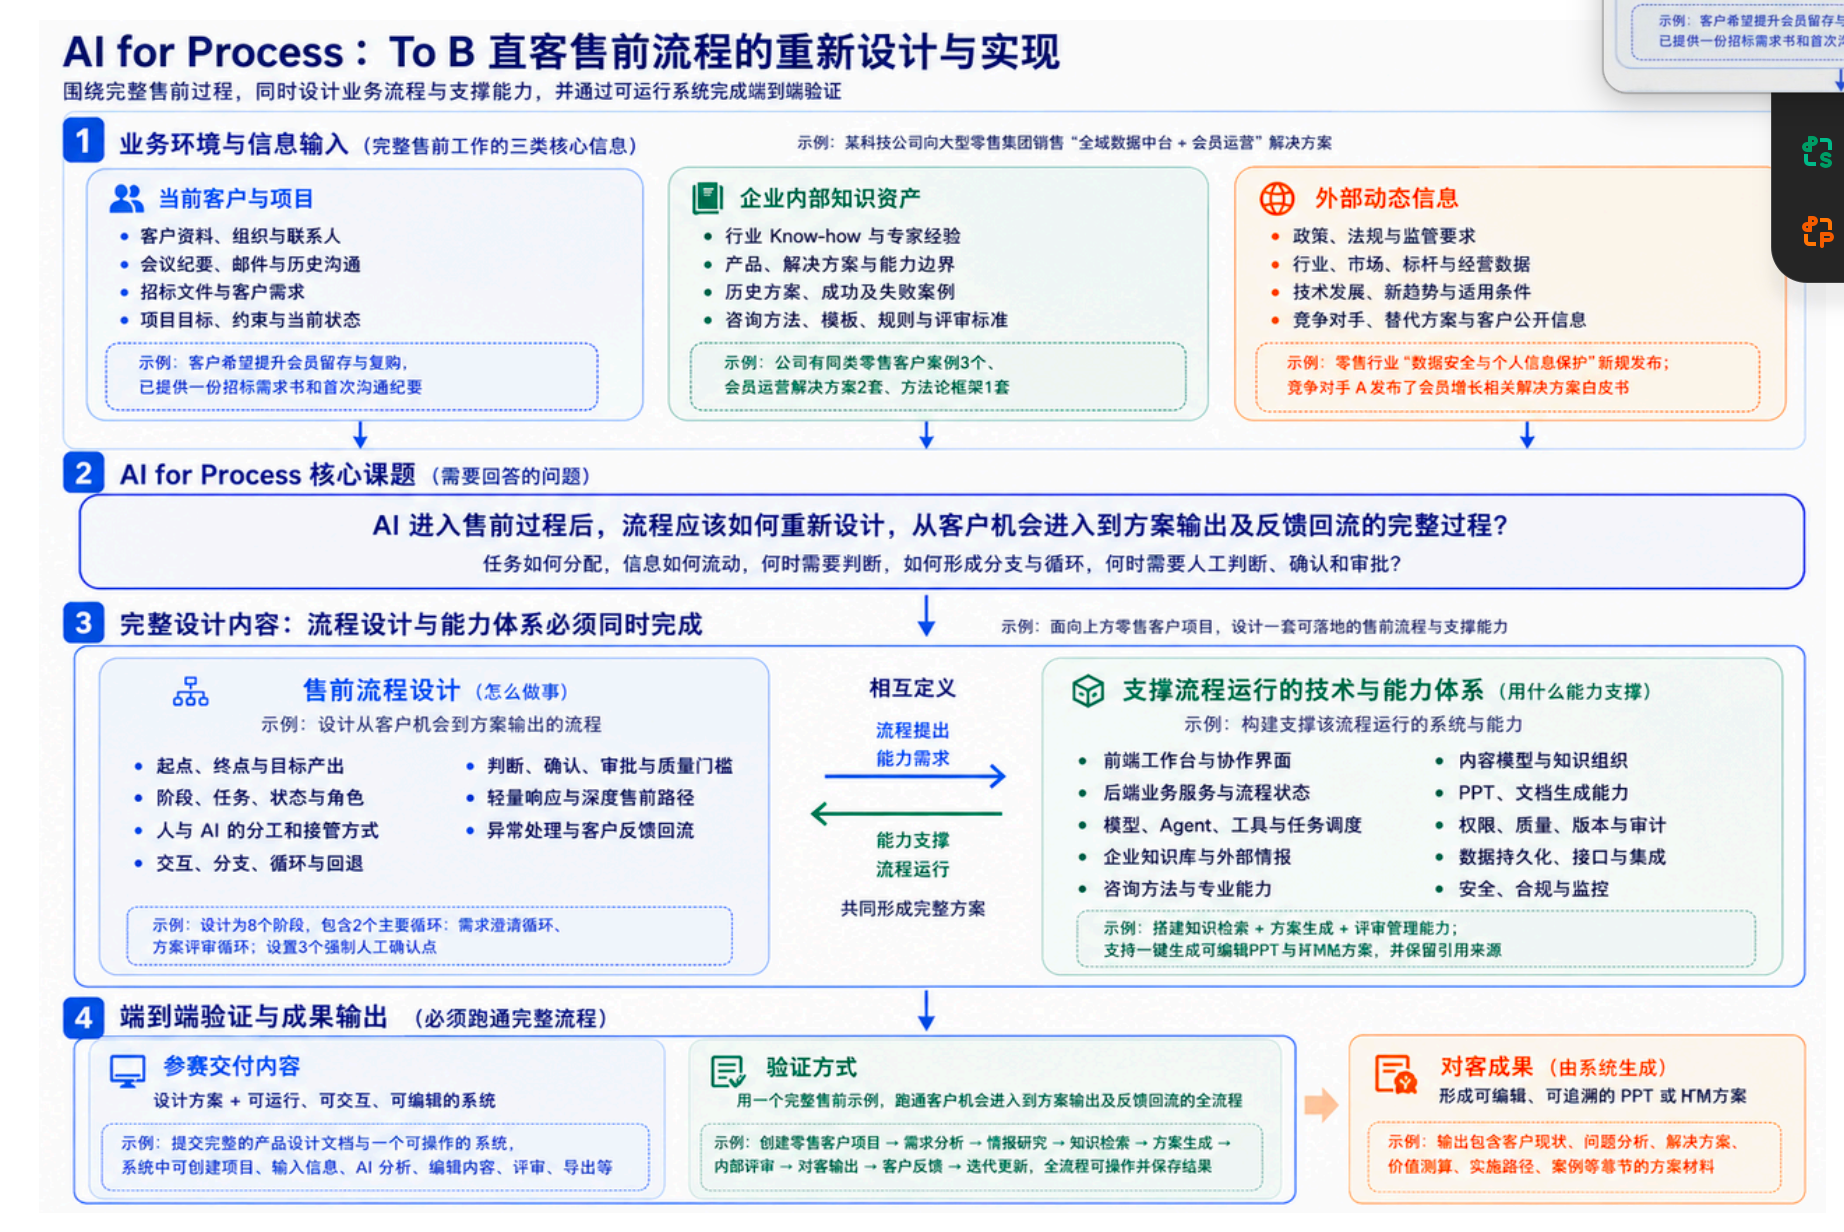 AI for Process：To B 直客售前流程的重新设计与实现
围绕完整售前过程，同时设计业务流程与支撑能力，并通过可运行系统完成端到端验证
示例：客户希望提升会员留存与
已提供一份招标需求书和首次
1 业务环境与信息输入（完整售前工作的三类核心信息）
示例：某科技公司向大型零售集团销售“全域数据中台 + 会员运营”解决方案
当前客户与项目
• 客户资料、组织与联系人
• 会议纪要、邮件与历史沟通
• 招标文件与客户需求
• 项目目标、约束与当前状态
示例：客户希望提升会员留存与复购，
已提供一份招标需求书和首次沟通纪要
企业内部知识资产
• 行业 Know-how 与专家经验
• 产品、解决方案与能力边界
• 历史方案、成功及失败案例
• 咨询方法、模板、规则与评审标准
示例：公司有同类零售客户案例3个、
会员运营解决方案2套、方法论框架1套
外部动态信息
• 政策、法规与监管要求
• 行业、市场、标杆与经营数据
• 技术发展、新趋势与适用条件
• 竞争对手、替代方案与客户公开信息
示例：零售行业“数据安全与个人信息保护”新规发布；
竞争对手 A 发布了会员增长相关解决方案白皮书
S
P
2 AI for Process 核心课题（需要回答的问题）
AI 进入售前过程后，流程应该如何重新设计，从客户机会进入到方案输出及反馈回流的完整过程？
任务如何分配，信息如何流动，何时需要判断，如何形成分支与循环，何时需要人工判断、确认和审批？
3 完整设计内容：流程设计与能力体系必须同时完成
示例：面向上方零售客户项目，设计一套可落地的售前流程与支撑能力
售前流程设计（怎么做事）
示例：设计从客户机会到方案输出的流程
• 起点、终点与目标产出
• 阶段、任务、状态与角色
• 人与 AI 的分工和接管方式
• 交互、分支、循环与回退
• 判断、确认、审批与质量门槛
• 轻量响应与深度售前路径
• 异常处理与客户反馈回流
示例：设计为8个阶段，包含2个主要循环：需求澄清循环、
方案评审循环；设置3个强制人工确认点
相互定义
流程提出
能力需求
能力支撑
流程运行
共同形成完整方案
支撑流程运行的技术与能力体系（用什么能力支撑）
示例：构建支撑该流程运行的系统与能力
• 前端工作台与协作界面
• 后端业务服务与流程状态
• 模型、Agent、工具与任务调度
• 企业知识库与外部情报
• 咨询方法与专业能力
• 内容模型与知识组织
• PPT、文档生成能力
• 权限、质量、版本与审计
• 数据持久化、接口与集成
• 安全、合规与监控
示例：搭建知识检索 + 方案生成 + 评审管理能力；
支持一键生成可编辑PPT与方案，并保留引用来源
4 端到端验证与成果输出 （必须跑通完整流程）
参赛交付内容
设计方案 + 可运行、可交互、可编辑的系统
示例：提交完整的产品设计文档与一个可操作的 系统，
系统中可创建项目、输入信息、AI 分析、编辑内容、评审、导出等
验证方式
用一个完整售前示例，跑通客户机会进入到方案输出及反馈回流的全流程
示例：创建零售客户项目 → 需求分析 → 情报研究 → 知识检索 → 方案生成 →
内部评审 → 对客输出 → 客户反馈 → 迭代更新，全流程可操作并保存结果
对客成果（由系统生成）
形成可编辑、可追溯的 PPT 或方案
示例：输出包含客户现状、问题分析、解决方案、
价值测算、实施路径、案例等章节的方案材料